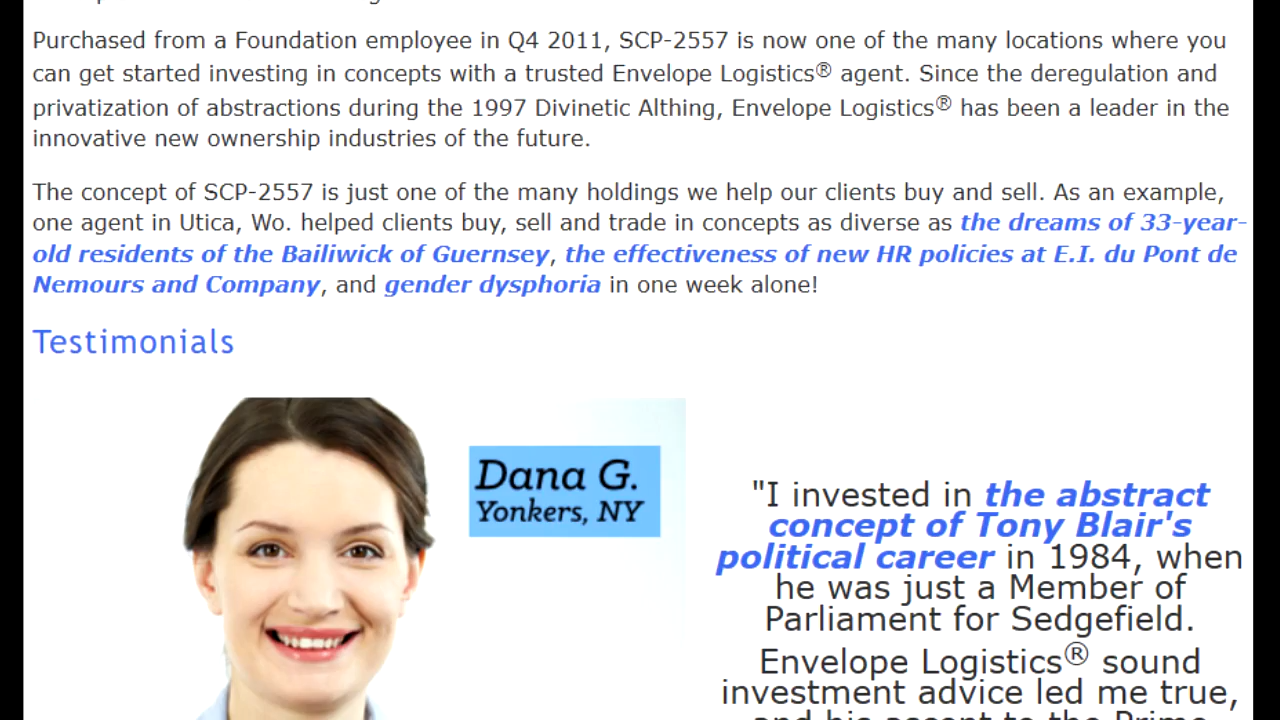 Purchased from a Foundation employee in Q4 2011, SCP-2557 is now one of the many locations where you
can get started investing in concepts with a trusted Envelope Logistics® agent. Since the deregulation and
privatization of abstractions during the 1997 Divinetic Althing, Envelope Logistics® has been a leader in the
innovative new ownership industries of the future.
The concept of SCP-2557 is just one of the many holdings we help our clients buy and sell. As an example,
one agent in Utica, Wo. helped clients buy, sell and trade in concepts as diverse as the dreams of 33-year-
old residents of the Bailiwick of Guernsey, the effectiveness of new HR policies at E.I. du Pont de
Nemours and Company, and gender dysphoria in one week alone!
Testimonials
Dana G.
Yonkers, NY
"I invested in the abstract
concept of Tony Blair's
political career in 1984, when
he was just a Member of
Parliament for Sedgefield.
Envelope Logistics® sound
investment advice led me true,
and his ascent to the Prime